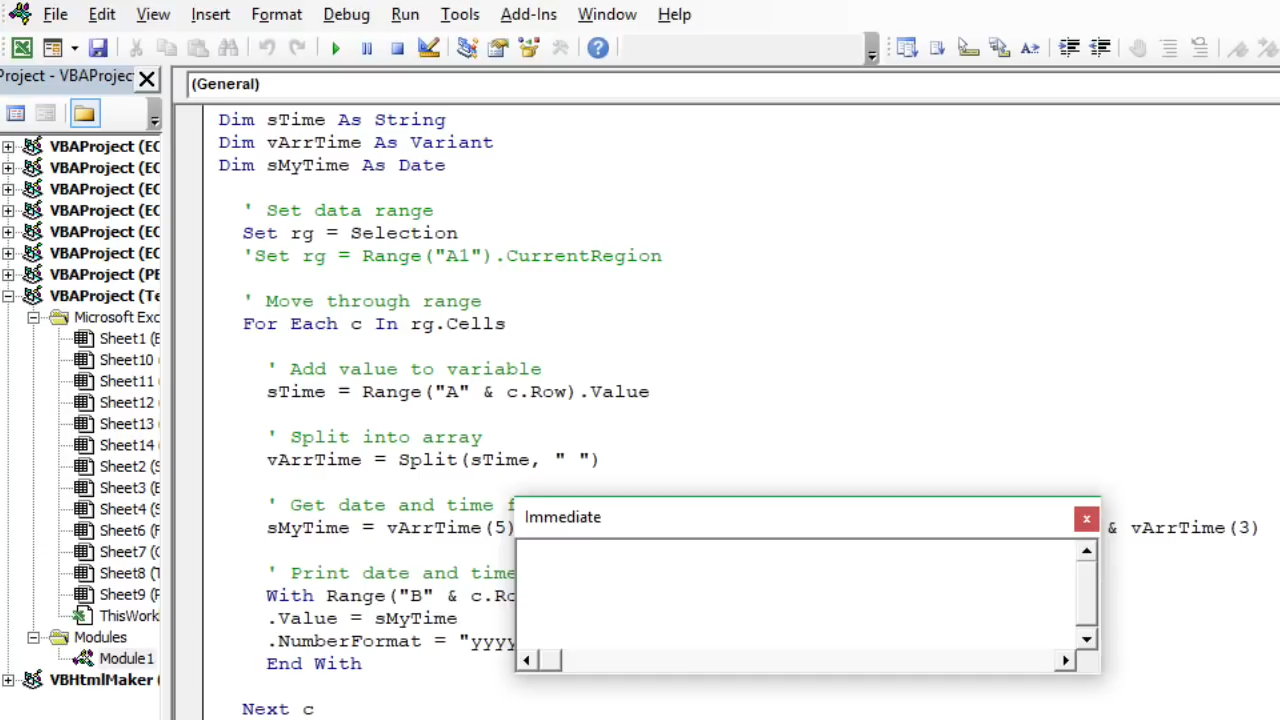 File Edit View Insert Format Debug Run Tools Add-Ins Window Help
Project - VBAProject
(General)
VBAProject (EC
VBAProject (EC
VBAProject (EC
VBAProject (EC
VBAProject (EC
VBAProject (EC
VBAProject (PE
VBAProject (Te
Microsoft Exc
Sheet1 (E
Sheet10
Sheet11
Sheet12
Sheet13
Sheet14
Sheet2 (S
Sheet3 (E
Sheet4 (S
Sheet6 (F
Sheet7 (C
Sheet8 (T
Sheet9 (F
ThisWork
Modules
Module1
VBHtmlMaker
Dim sTime As String
Dim vArrTime As Variant
Dim sMyTime As Date
' Set data range
Set rg = Selection
'Set rg = Range("A1").CurrentRegion
' Move through range
For Each c In rg.Cells
' Add value to variable
sTime = Range("A" & c.Row).Value
' Split into array
vArrTime = Split(sTime, " ")
' Get date and time f
sMyTime = vArrTime(5) & vArrTime(3)
' Print date and time
With Range("B" & c.Ro
.Value = sMyTime
.NumberFormat = "yyyy
End With
Next c
Immediate